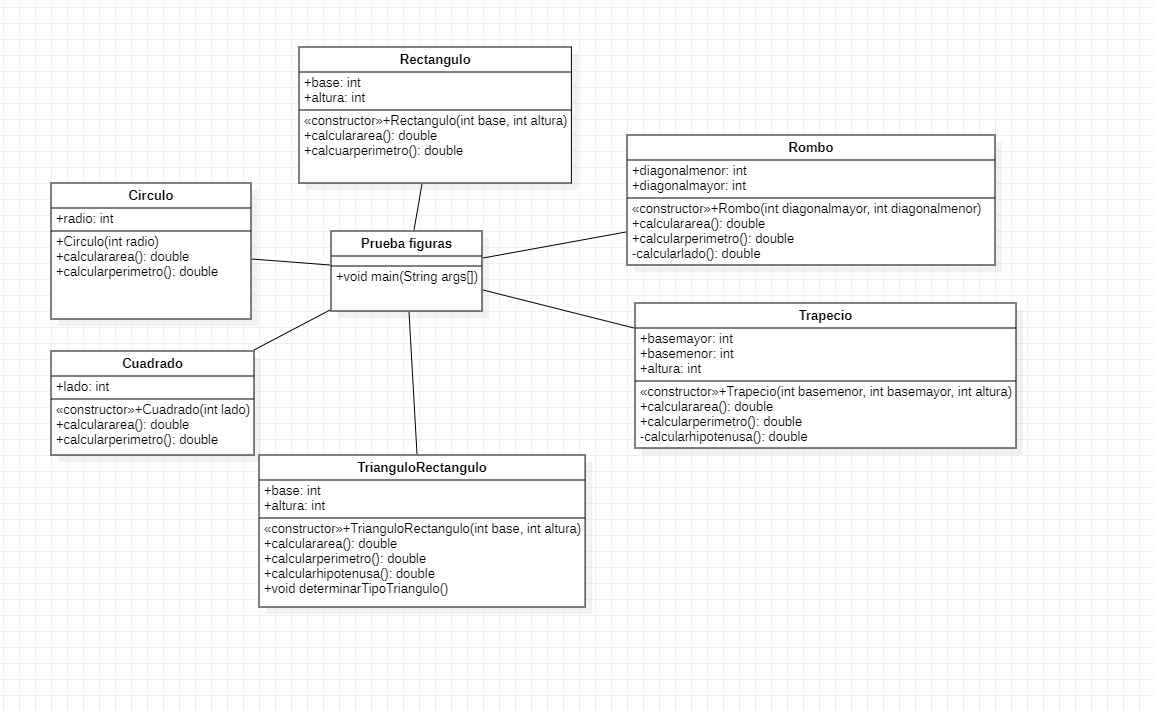 Rectangulo
+base: int
+altura: int
«constructor»+Rectangulo(int base, int altura)
+calculararea(): double
+calcuarperimetro(): double
Rombo
+diagonalmenor: int
+diagonalmayor: int
«constructor»+Rombo(int diagonalmayor, int diagonalmenor)
+calculararea(): double
+calcularperimetro(): double
-calcularlado(): double
Circulo
+radio: int
+Circulo(int radio)
+calculararea(): double
+calcularperimetro(): double
Prueba figuras
+void main(String args[])
Trapecio
+basemayor: int
+basemenor: int
+altura: int
«constructor»+Trapecio(int basemenor, int basemayor, int altura)
+calculararea(): double
+calcularperimetro(): double
-calcularhipotenusa(): double
Cuadrado
+lado: int
«constructor»+Cuadrado(int lado)
+calculararea(): double
+calcularperimetro(): double
TrianguloRectangulo
+base: int
+altura: int
«constructor»+TrianguloRectangulo(int base, int altura)
+calculararea(): double
+calcularperimetro(): double
+calcularhipotenusa(): double
+void determinarTipoTriangulo()